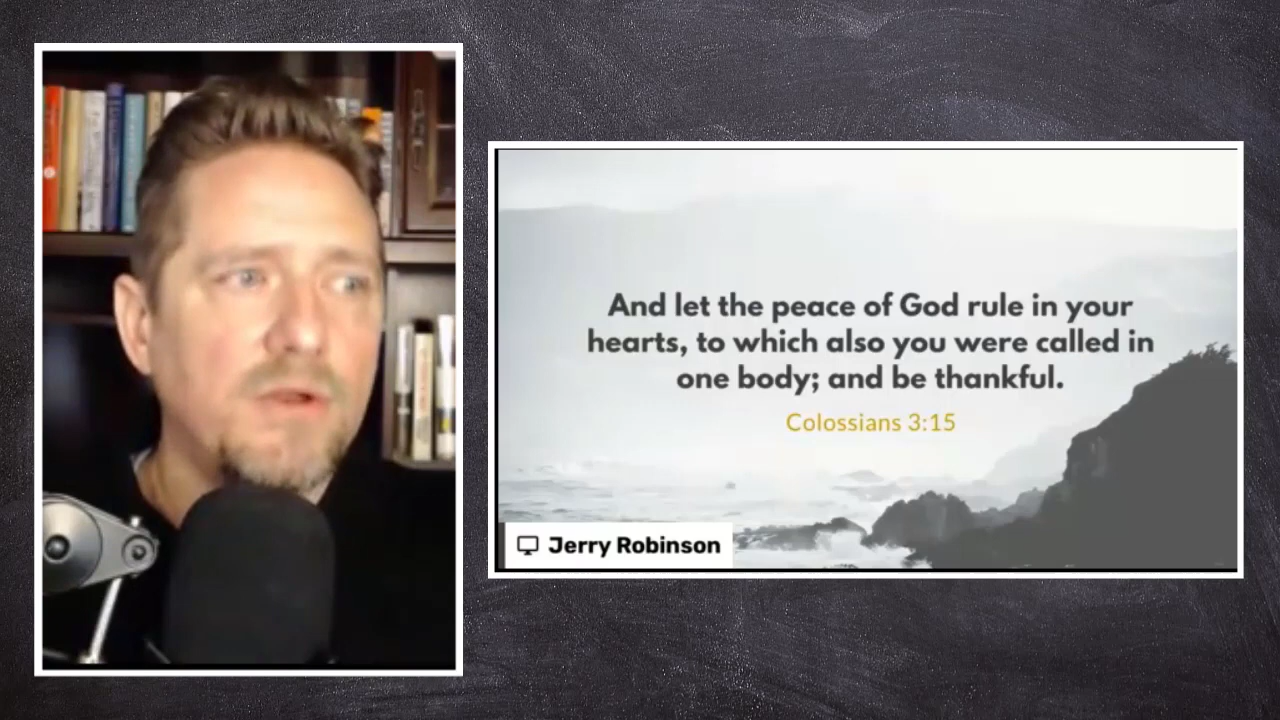 And let the peace of God rule in your
hearts, to which also you were called in
one body; and be thankful.
Colossians 3:15
Jerry Robinson